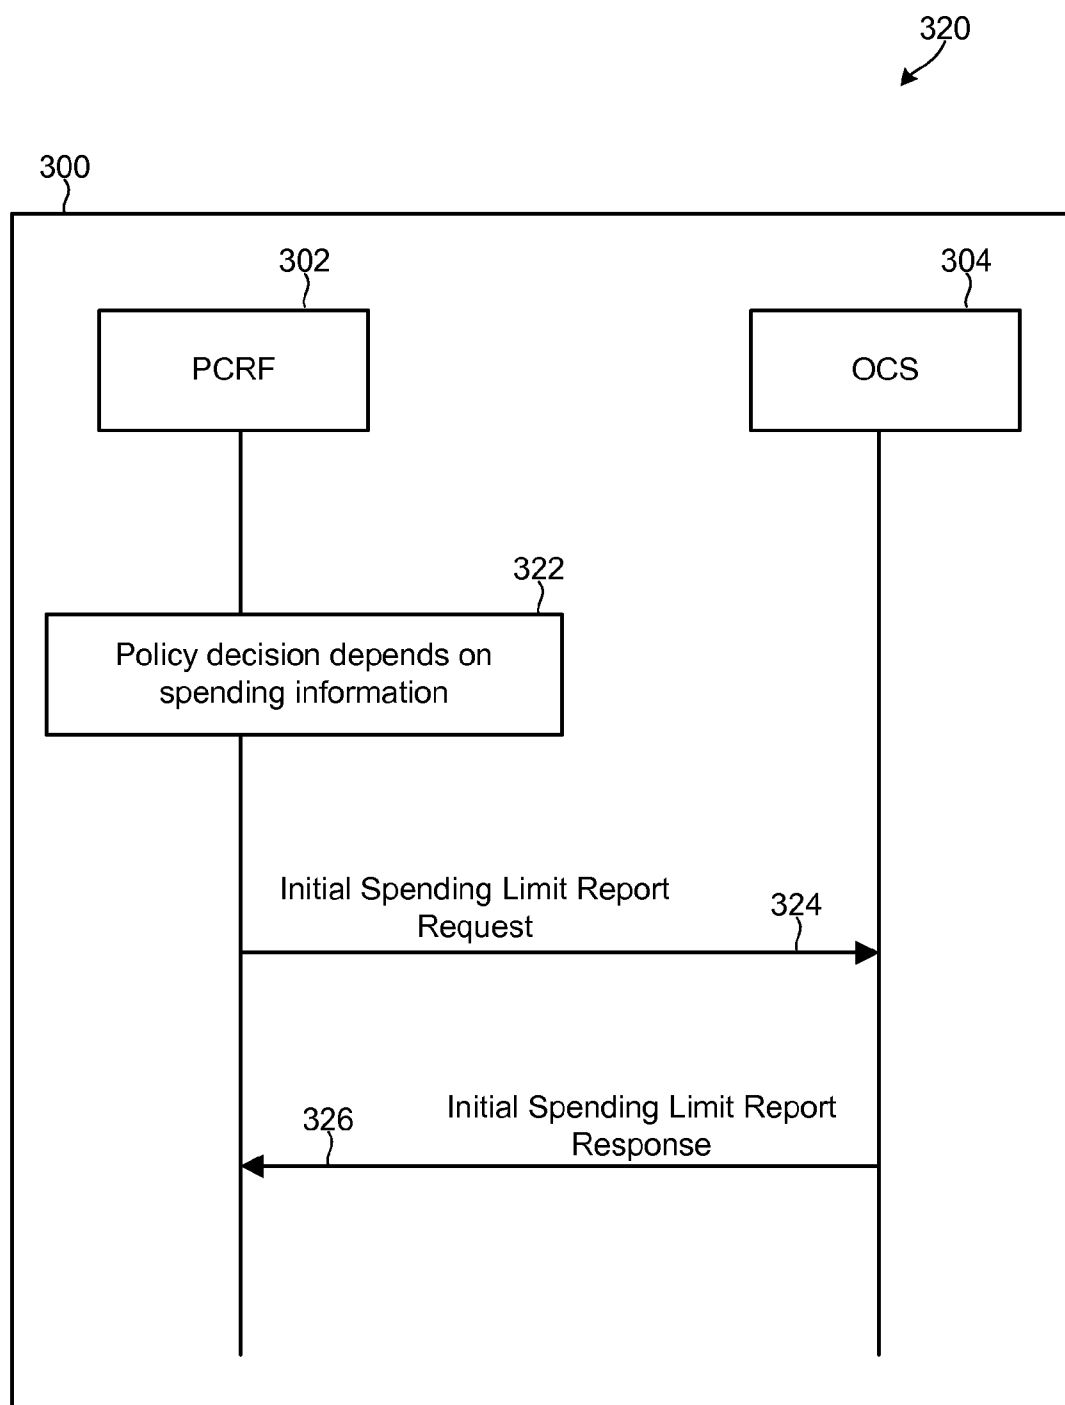 320
300
302
304
PCRF
OCS
322
Policy decision depends on
spending information
Initial Spending Limit Report
Request
324
Initial Spending Limit Report
Response
326